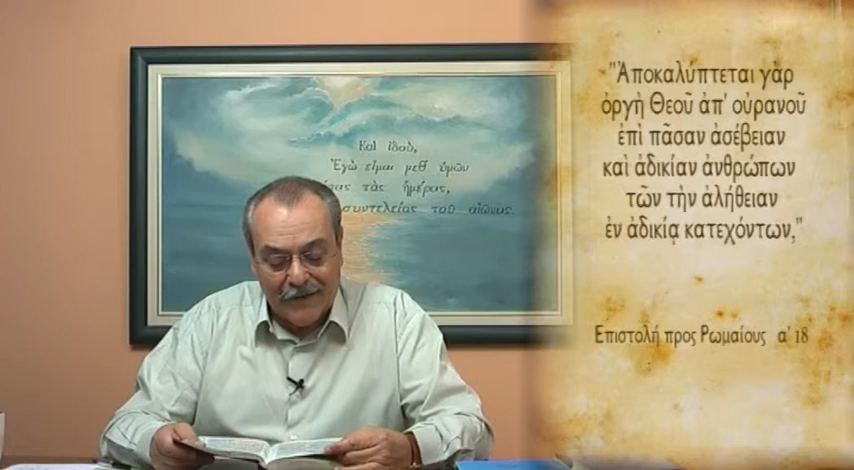 Καὶ ἰδού,
Ἐγὼ εἶμαι μεθ' ὑμῶν
τὰς ἡμέρας,
συντελείας τοῦ αἰῶνος.
"Ἀποκαλύπτεται γὰρ
ὀργὴ Θεοῦ ἀπ' οὐρανοῦ
ἐπὶ πᾶσαν ἀσέβειαν
καὶ ἀδικίαν ἀνθρώπων
τῶν τὴν ἀλήθειαν
ἐν ἀδικίᾳ κατεχόντων,"
Επιστολή προς Ρωμαίους α' 18